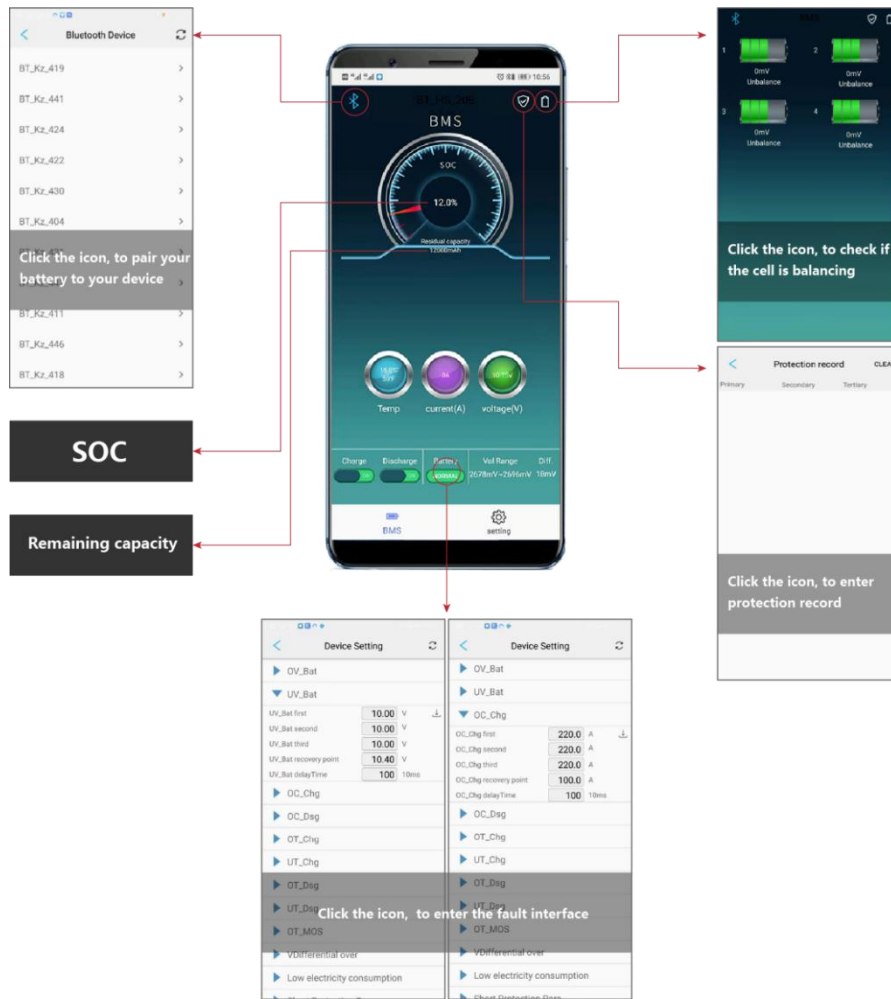 Bluetooth Device
BT_Kz_419
BT_Kz_441
BT_Kz_424
BT_Kz_422
BT_Kz_430
BT_Kz_404
Click the icon, to pair your
battery to your device
BT_Kz_411
BT_Kz_446
BT_Kz_418
SOC
Remaining capacity
10:56
BMS
SOC
12.0%
Residual capacity
12000mAh
Temp current(A) voltage(V)
Charge Discharge Battery Vol Range Diff.
2678mV~2696mV 18mV
BMS setting
BMS
1 2
0mV 0mV
Unbalance Unbalance
3 4
0mV 0mV
Unbalance Unbalance
Click the icon, to check if
the cell is balancing
Protection record CLEA
Primary Secondary Tertiary
Click the icon, to enter
protection record
Device Setting
OV_Bat
UV_Bat
UV_Bat first 10.00 V
UV_Bat second 10.00 V
UV_Bat third 10.00 V
UV_Bat recovery point 10.40 V
UV_Bat delayTime 100 10ms
OC_Chg
OC_Dsg
OT_Chg
UT_Chg
OT_Dsg
UT_Dsg
OT_MOS
VDifferential over
Low electricity consumption
Device Setting
OV_Bat
UV_Bat
OC_Chg
OC_Chg first 220.0 A
OC_Chg second 220.0 A
OC_Chg third 220.0 A
OC_Chg recovery point 100.0 A
OC_Chg delayTime 100 10ms
OC_Dsg
OT_Chg
UT_Chg
OT_Dsg
UT_Dsg
OT_MOS
VDifferential over
Low electricity consumption
Click the icon, to enter the fault interface